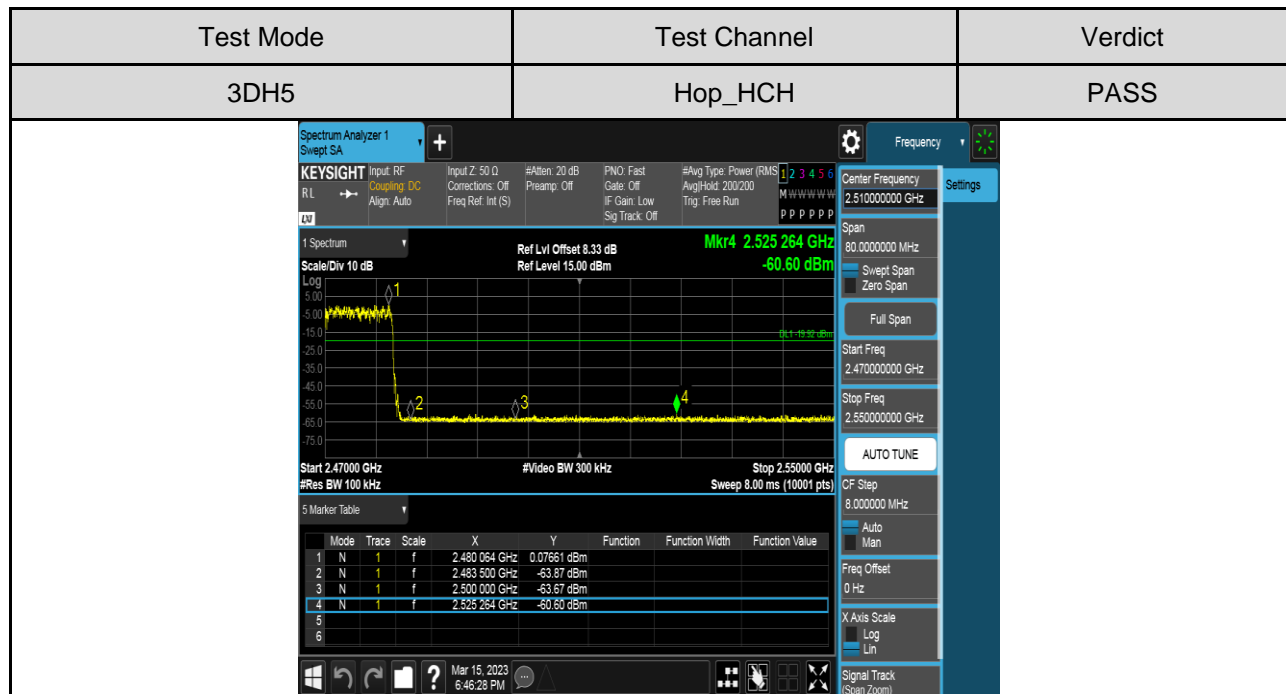 Test Mode Test Channel Verdict
3DH5 Hop_HCH PASS
Spectrum Analyzer 1
Swept SA
+
Frequency
KEYSIGHT Input: RF Input Z: 50 Ω #Atten: 20 dB PNO: Fast #Avg Type: Power (RMS 1 2 3 4 5 6
RL Coupling: DC Corrections: Off Preamp: Off Gate: Off Avg|Hold: 200/200 M W W W W W
Align: Auto Freq Ref: Int (S) IF Gain: Low Trig: Free Run
LXI Sig Track: Off P P P P P P
1 Spectrum Ref Lvl Offset 8.33 dB Mkr4 2.525 264 GHz
Scale/Div 10 dB Ref Level 15.00 dBm -60.60 dBm
Log
5.00
-5.00
-15.0
-25.0
-35.0
-45.0
-55.0
-65.0
-75.0
1
DL1 -19.92 dBm
2
3
4
Start 2.47000 GHz #Video BW 300 kHz Stop 2.55000 GHz
#Res BW 100 kHz Sweep 8.00 ms (10001 pts)
5 Marker Table
Mode Trace Scale X Y Function Function Width Function Value
1 N 1 f 2.480 064 GHz 0.07661 dBm
2 N 1 f 2.483 500 GHz -63.87 dBm
3 N 1 f 2.500 000 GHz -63.67 dBm
4 N 1 f 2.525 264 GHz -60.60 dBm
5
6
?
Mar 15, 2023
6:46:28 PM
Center Frequency
2.510000000 GHz
Settings
Span
80.0000000 MHz
Swept Span
Zero Span
Full Span
Start Freq
2.470000000 GHz
Stop Freq
2.550000000 GHz
AUTO TUNE
CF Step
8.000000 MHz
Auto
Man
Freq Offset
0 Hz
X Axis Scale
Log
Lin
Signal Track
(Span Zoom)